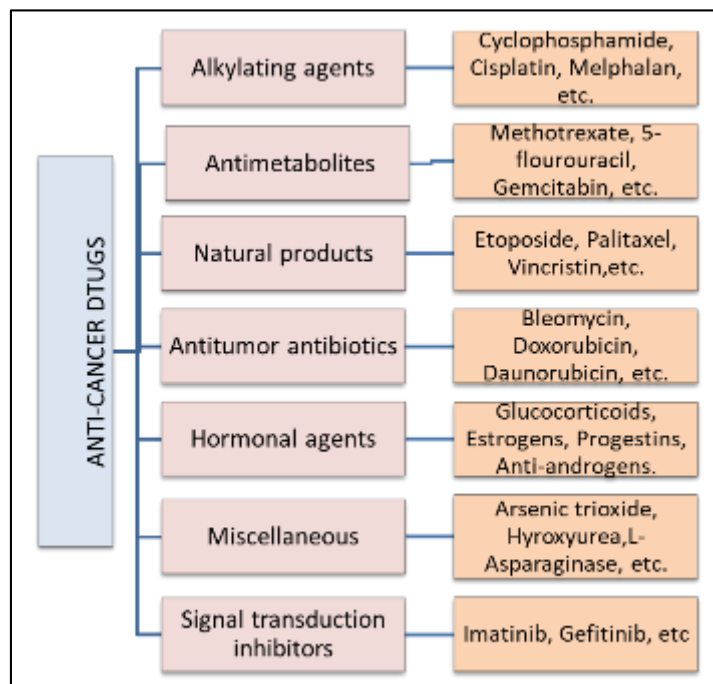 ANTI-CANCER DTUGS
Alkylating agents
Cyclophosphamide,
Cisplatin, Melphalan,
etc.
Antimetabolites
Methotrexate, 5-
flourouracil,
Gemcitabin, etc.
Natural products
Etoposide, Palitaxel,
Vincristin,etc.
Antitumor antibiotics
Bleomycin,
Doxorubicin,
Daunorubicin, etc.
Hormonal agents
Glucocorticoids,
Estrogens, Progestins,
Anti-androgens.
Miscellaneous
Arsenic trioxide,
Hyroxyurea,L-
Asparaginase, etc.
Signal transduction
inhibitors
Imatinib, Gefitinib, etc